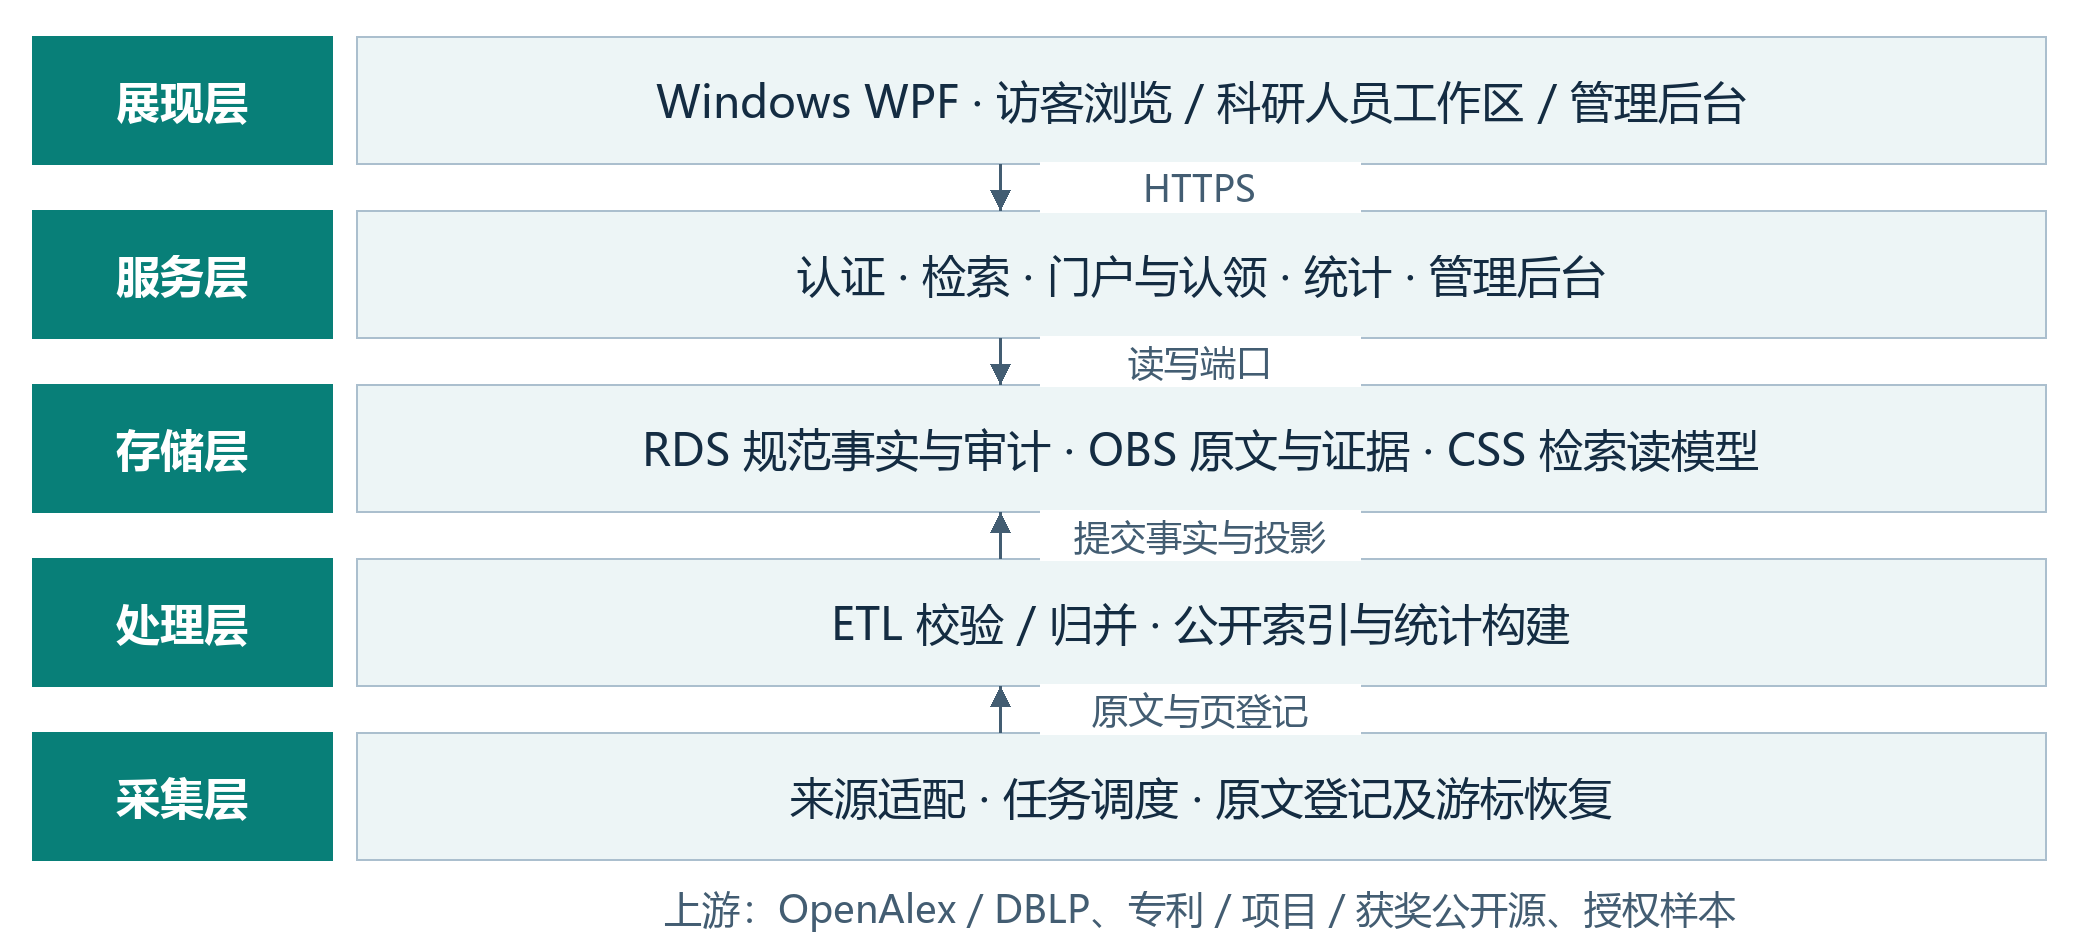 展现层
Windows WPF · 访客浏览 / 科研人员工作区 / 管理后台
HTTPS
服务层
认证 · 检索 · 门户与认领 · 统计 · 管理后台
读写端口
存储层
RDS 规范事实与审计 · OBS 原文与证据 · CSS 检索读模型
提交事实与投影
处理层
ETL 校验 / 归并 · 公开索引与统计构建
原文与页登记
采集层
来源适配 · 任务调度 · 原文登记及游标恢复
上游：OpenAlex / DBLP、专利 / 项目 / 获奖公开源、授权样本